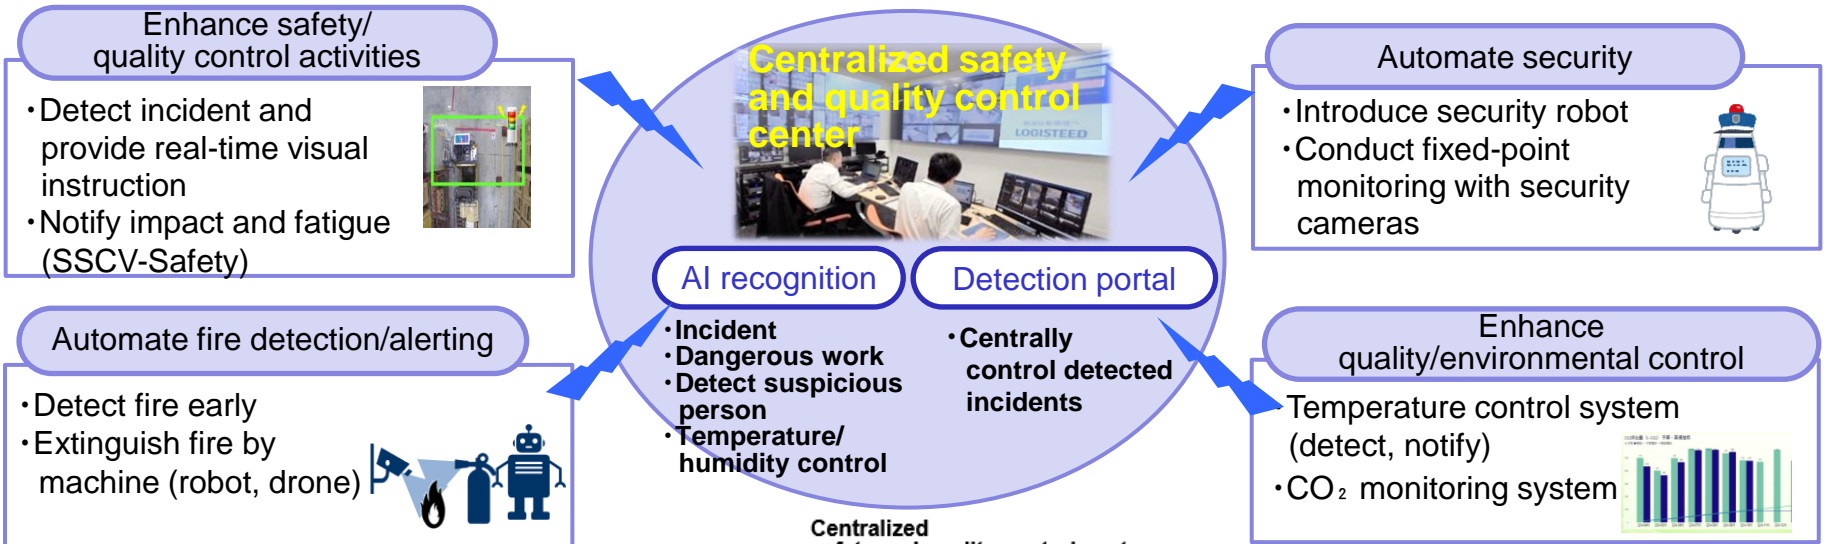 Enhance safety/
quality control activities
・Detect incident and
provide real-time visual
instruction
・Notify impact and fatigue
(SSCV-Safety)
Automate fire detection/alerting
・Detect fire early
・Extinguish fire by
machine (robot, drone)
Centralized safety
and quality control
center
LOGISTEED
AI recognition
・Incident
・Dangerous work
・Detect suspicious
person
・Temperature/
humidity control
Detection portal
・Centrally
control detected
incidents
Centralized
Automate security
・Introduce security robot
・Conduct fixed-point
monitoring with security
cameras
Enhance
quality/environmental control
・Temperature control system
(detect, notify)
・CO₂ monitoring system